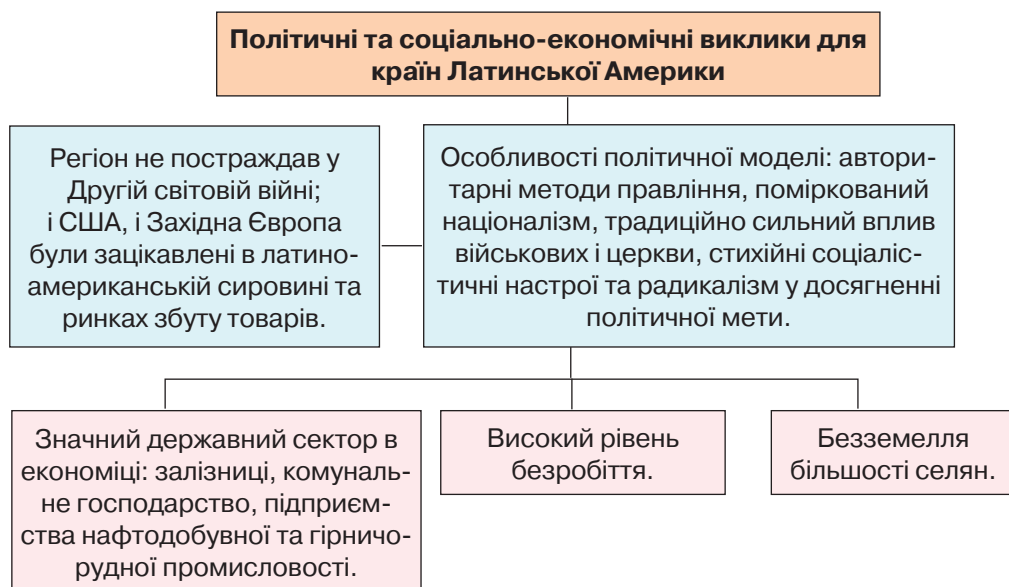 Політичні та соціально-економічні виклики для
країн Латинської Америки
Регіон не постраждав у
Другій світовій війні;
і США, і Західна Європа
були зацікавлені в латино-
американській сировині та
ринках збуту товарів.
Особливості політичної моделі: автори-
тарні методи правління, поміркований
націоналізм, традиційно сильний вплив
військових і церкви, стихійні соціаліс-
тичні настрої та радикалізм у досягненні
політичної мети.
Значний державний сектор в
економіці: залізниці, комуналь-
не господарство, підприєм-
ства нафтодобувної та гірничо-
рудної промисловості.
Високий рівень
безробіття.
Безземелля
більшості селян.